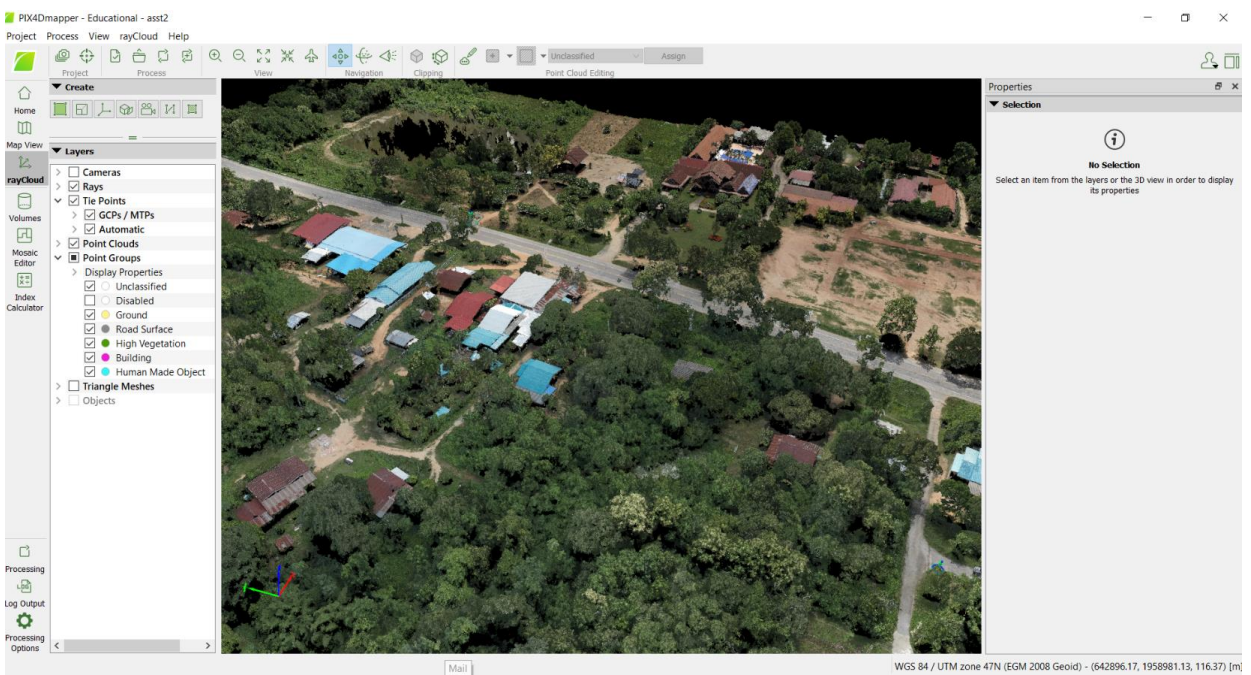 PIX4Dmapper - Educational - asst2
Project Process View rayCloud Help
Project Process View Navigation Clipping Point Cloud Editing
Unclassified Assign
Home
Map View
rayCloud
Volumes
Mosaic
Editor
Index
Calculator
Processing
Log Output
Processing
Options
Create
Layers
Cameras
Rays
Tie Points
GCPs / MTPs
Automatic
Point Clouds
Point Groups
Display Properties
Unclassified
Disabled
Ground
Road Surface
High Vegetation
Building
Human Made Object
Triangle Meshes
Objects
Properties
Selection
No Selection
Select an item from the layers or the 3D view in order to display
its properties
Mail
WGS 84 / UTM zone 47N (EGM 2008 Geoid) - (642896.17, 1958981.13, 116.37) [m]